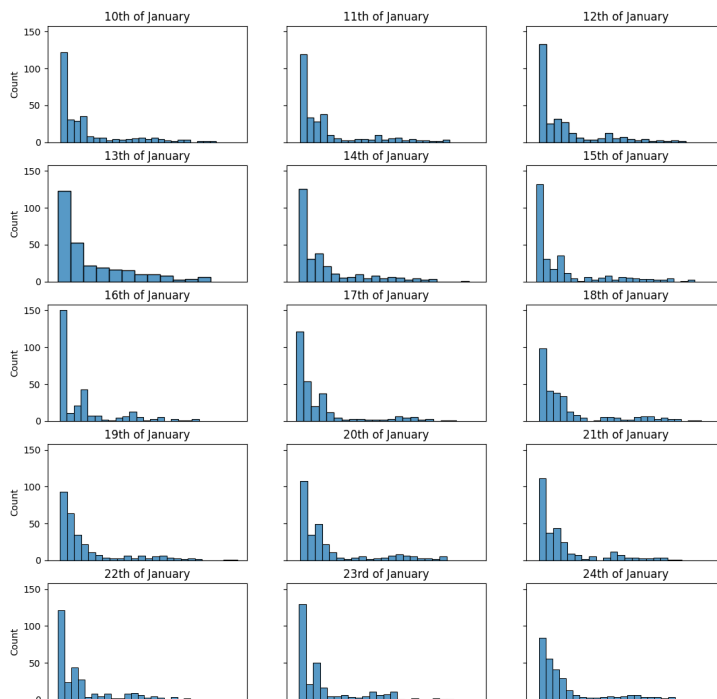 10th of January
11th of January
12th of January
150
100
50
0
Count
13th of January
14th of January
15th of January
150
100
50
0
Count
16th of January
17th of January
18th of January
150
100
50
0
Count
19th of January
20th of January
21th of January
150
100
50
0
Count
22th of January
23rd of January
24th of January
150
100
50
0
Count